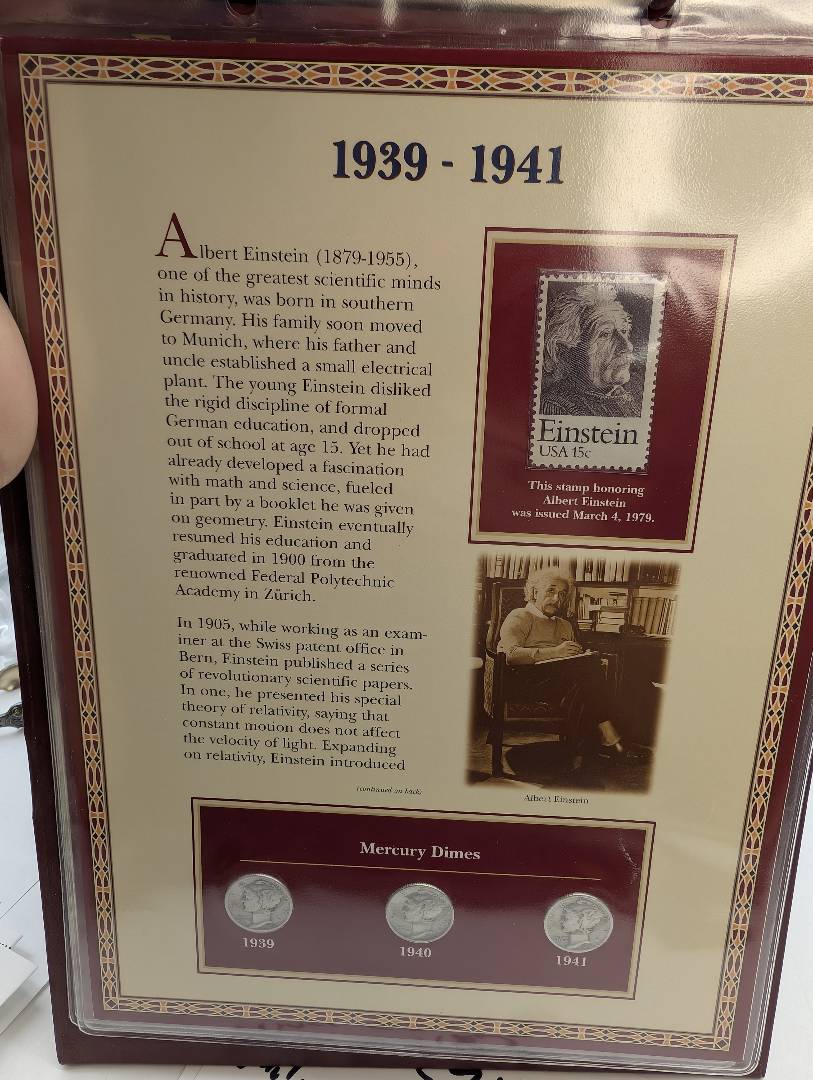 1939 - 1941
Albert Einstein (1879-1955),
one of the greatest scientific minds
in history, was born in southern
Germany. His family soon moved
to Munich, where his father and
uncle established a small electrical
plant. The young Einstein disliked
the rigid discipline of formal
German education, and dropped
out of school at age 15. Yet he had
already developed a fascination
with math and science, fueled
in part by a booklet he was given
on geometry. Einstein eventually
resumed his education and
graduated in 1900 from the
renowned Federal Polytechnic
Academy in Zürich.
In 1905, while working as an exam-
iner at the Swiss patent office in
Bern, Einstein published a series
of revolutionary scientific papers.
In one, he presented his special
theory of relativity, saying that
constant motion does not affect
the velocity of light. Expanding
on relativity, Einstein introduced
(continued on back)
Einstein
USA 15c
This stamp honoring
Albert Einstein
was issued March 4, 1979.
Albert Einstein
Mercury Dimes
1939
1940
1941